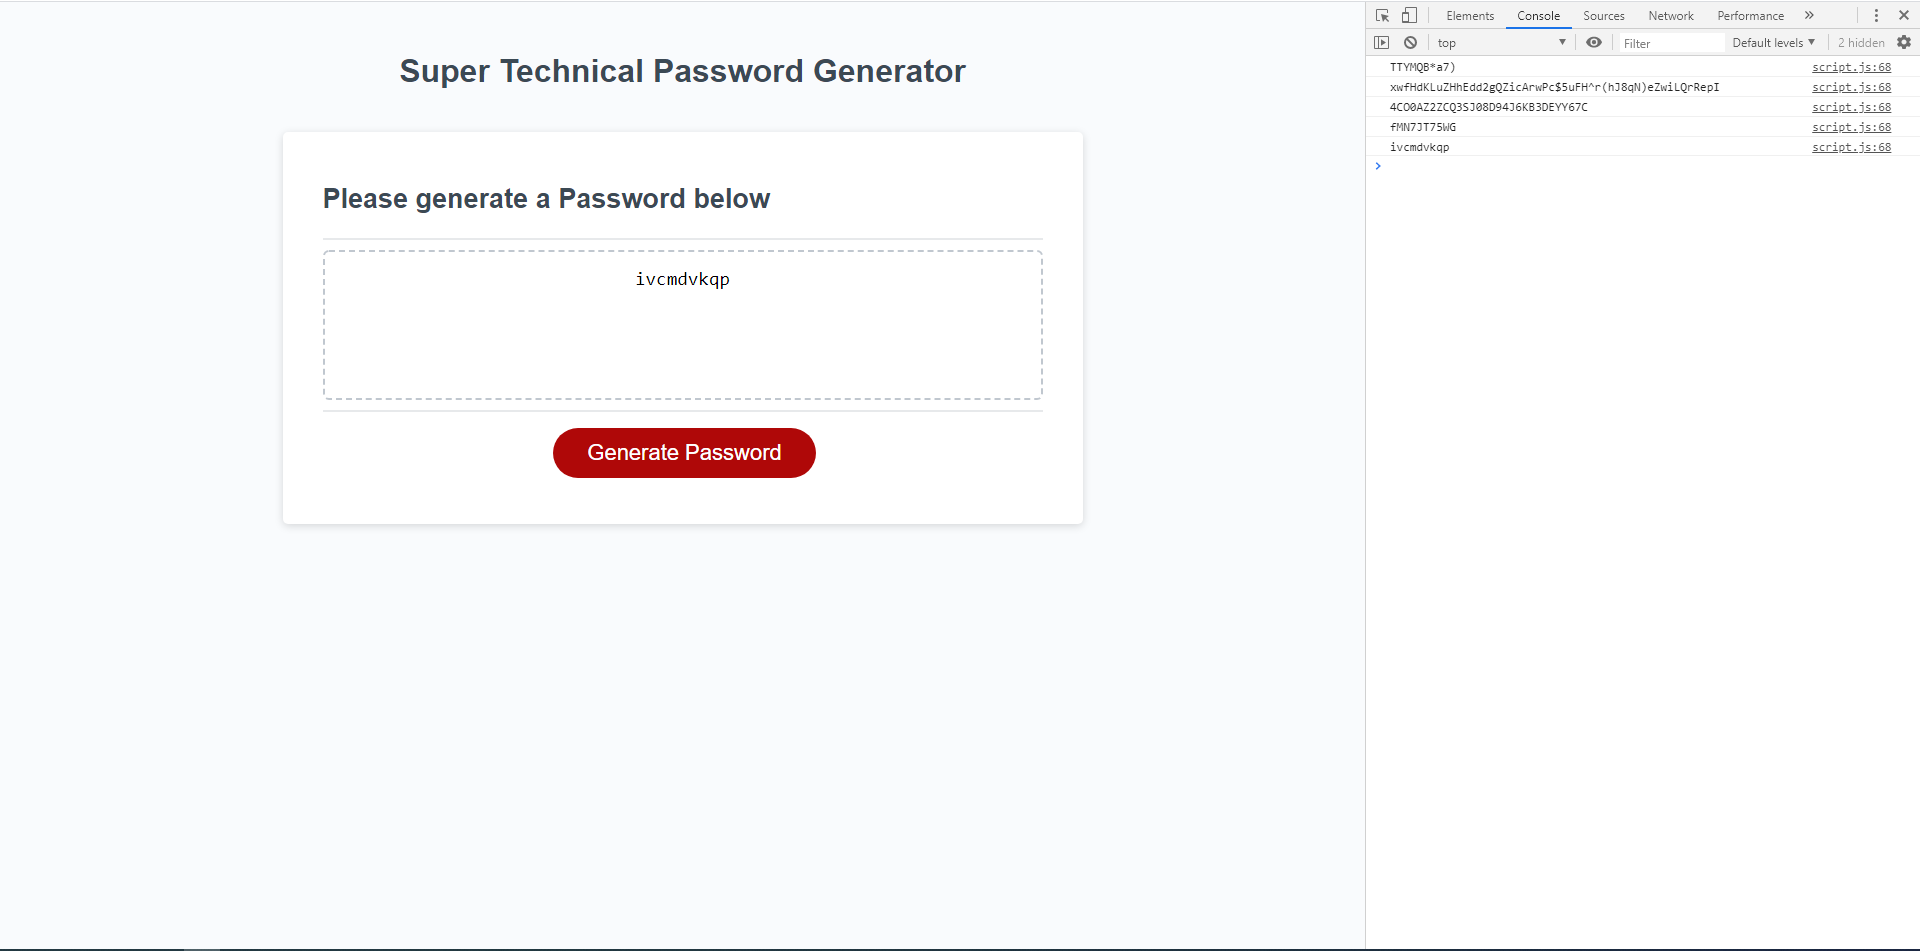 Super Technical Password Generator
Please generate a Password below
ivcmdvkqp
Generate Password
Elements Console Sources Network Performance »
top Filter Default levels 2 hidden
TTYMQB*a7) script.js:68
xwfHdKLuZHhEdd2gQZicArwPc$5uFH^r(hJ8qN)eZwiLQrRepI script.js:68
4CO0AZ2ZCQ3SJ08D94J6KB3DEYY67C script.js:68
fMN7JT75WG script.js:68
ivcmdvkqp script.js:68